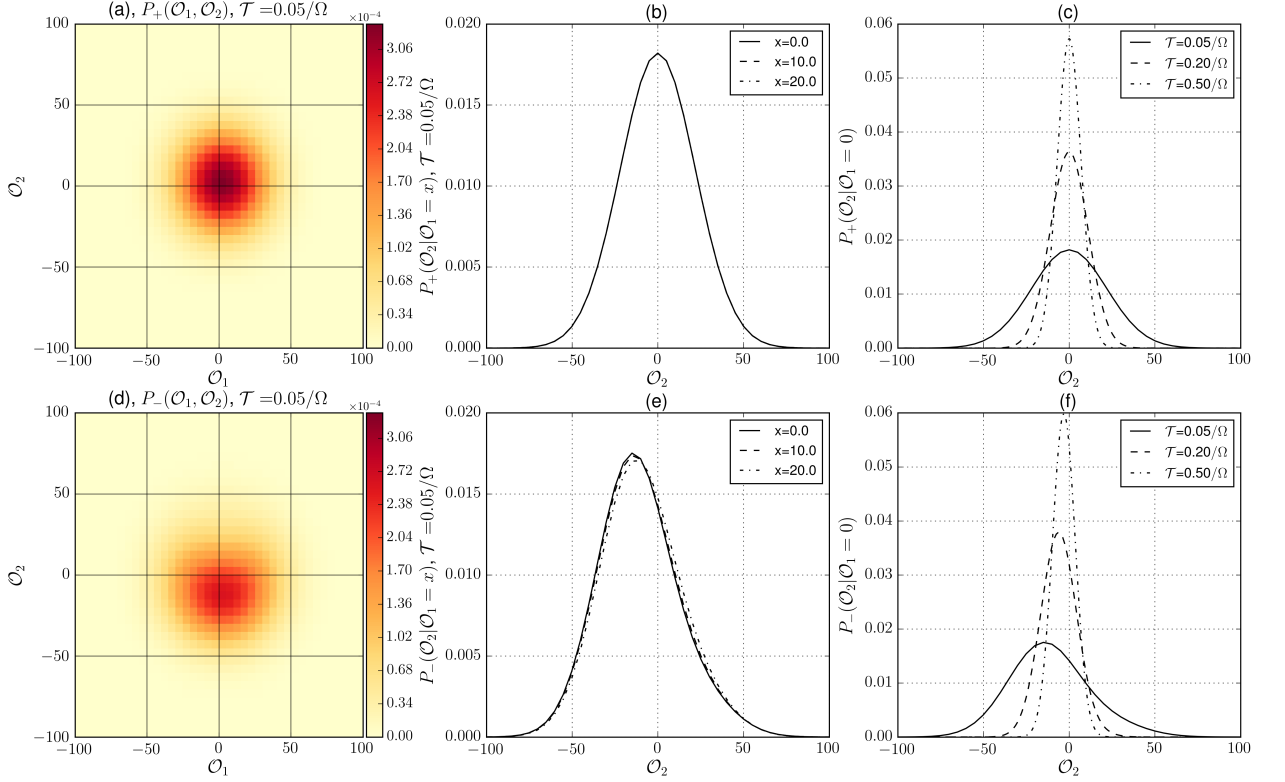 (a), P₊(𝒪₁, 𝒪₂), 𝒯 =0.05/Ω
×10⁻⁴
100
50
0
−50
−100
−100 −50 0 50 100
𝒪₂
𝒪₁
3.06
2.72
2.38
2.04
1.70
1.36
1.02
0.68
0.34
0.00
(b)
P₊(𝒪₂|𝒪₁ = x), 𝒯 =0.05/Ω
0.020
0.015
0.010
0.005
0.000
−100 −50 0 50 100
𝒪₂
x=0.0
x=10.0
x=20.0
(c)
P₊(𝒪₂|𝒪₁ = 0)
0.06
0.05
0.04
0.03
0.02
0.01
0.00
−100 −50 0 50 100
𝒪₂
𝒯=0.05/Ω
𝒯=0.20/Ω
𝒯=0.50/Ω
(d), P₋(𝒪₁, 𝒪₂), 𝒯 =0.05/Ω
×10⁻⁴
100
50
0
−50
−100
−100 −50 0 50 100
𝒪₂
𝒪₁
3.06
2.72
2.38
2.04
1.70
1.36
1.02
0.68
0.34
0.00
(e)
P₋(𝒪₂|𝒪₁ = x), 𝒯 =0.05/Ω
0.020
0.015
0.010
0.005
0.000
−100 −50 0 50 100
𝒪₂
x=0.0
x=10.0
x=20.0
(f)
P₋(𝒪₂|𝒪₁ = 0)
0.06
0.05
0.04
0.03
0.02
0.01
0.00
−100 −50 0 50 100
𝒪₂
𝒯=0.05/Ω
𝒯=0.20/Ω
𝒯=0.50/Ω